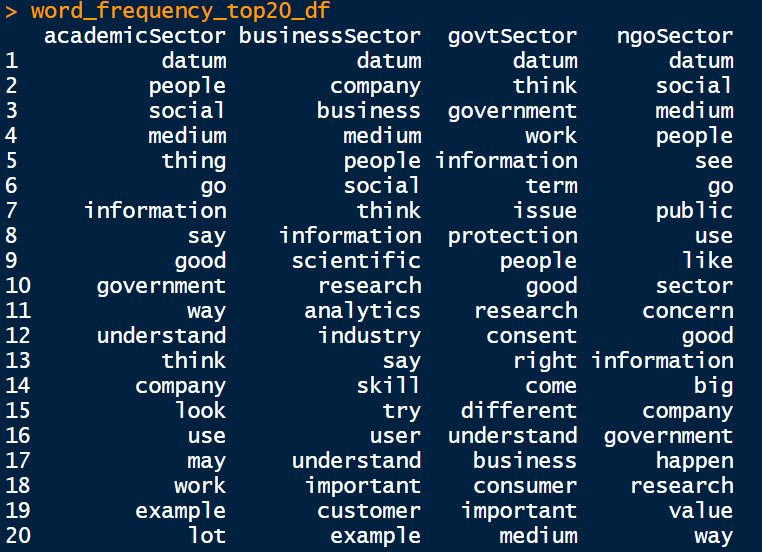 > word_frequency_top20_df
academicSector businessSector govtSector ngoSector
1 datum datum datum datum
2 people company think social
3 social business government medium
4 medium medium work people
5 thing people information see
6 go social term go
7 information think issue public
8 say information protection use
9 good scientific people like
10 government research good sector
11 way analytics research concern
12 understand industry consent good
13 think say right information
14 company skill come big
15 look try different company
16 use user understand government
17 may understand business happen
18 work important consumer research
19 example customer important value
20 lot example medium way